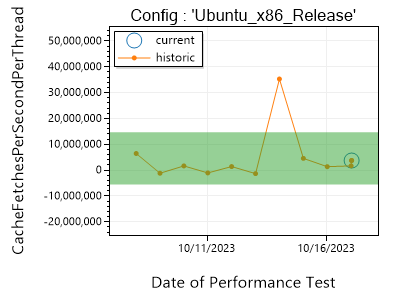 Config : 'Ubuntu_x86_Release'
CacheFetchesPerSecondPerThread
50,000,000
40,000,000
30,000,000
20,000,000
10,000,000
0
-10,000,000
-20,000,000
current
historic
10/11/2023
10/16/2023
Date of Performance Test